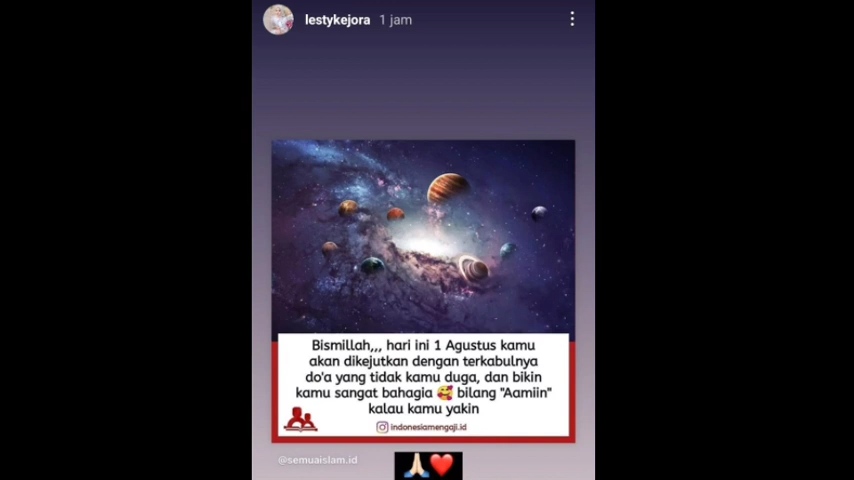 lestykejora 1 jam
Bismillah,,, hari ini 1 Agustus kamu
akan dikejutkan dengan terkabulnya
do'a yang tidak kamu duga, dan bikin
kamu sangat bahagia 🥰 bilang "Aamiin"
kalau kamu yakin
indonesiamengaji.id
@semuaislam.id
🙏🏻❤️